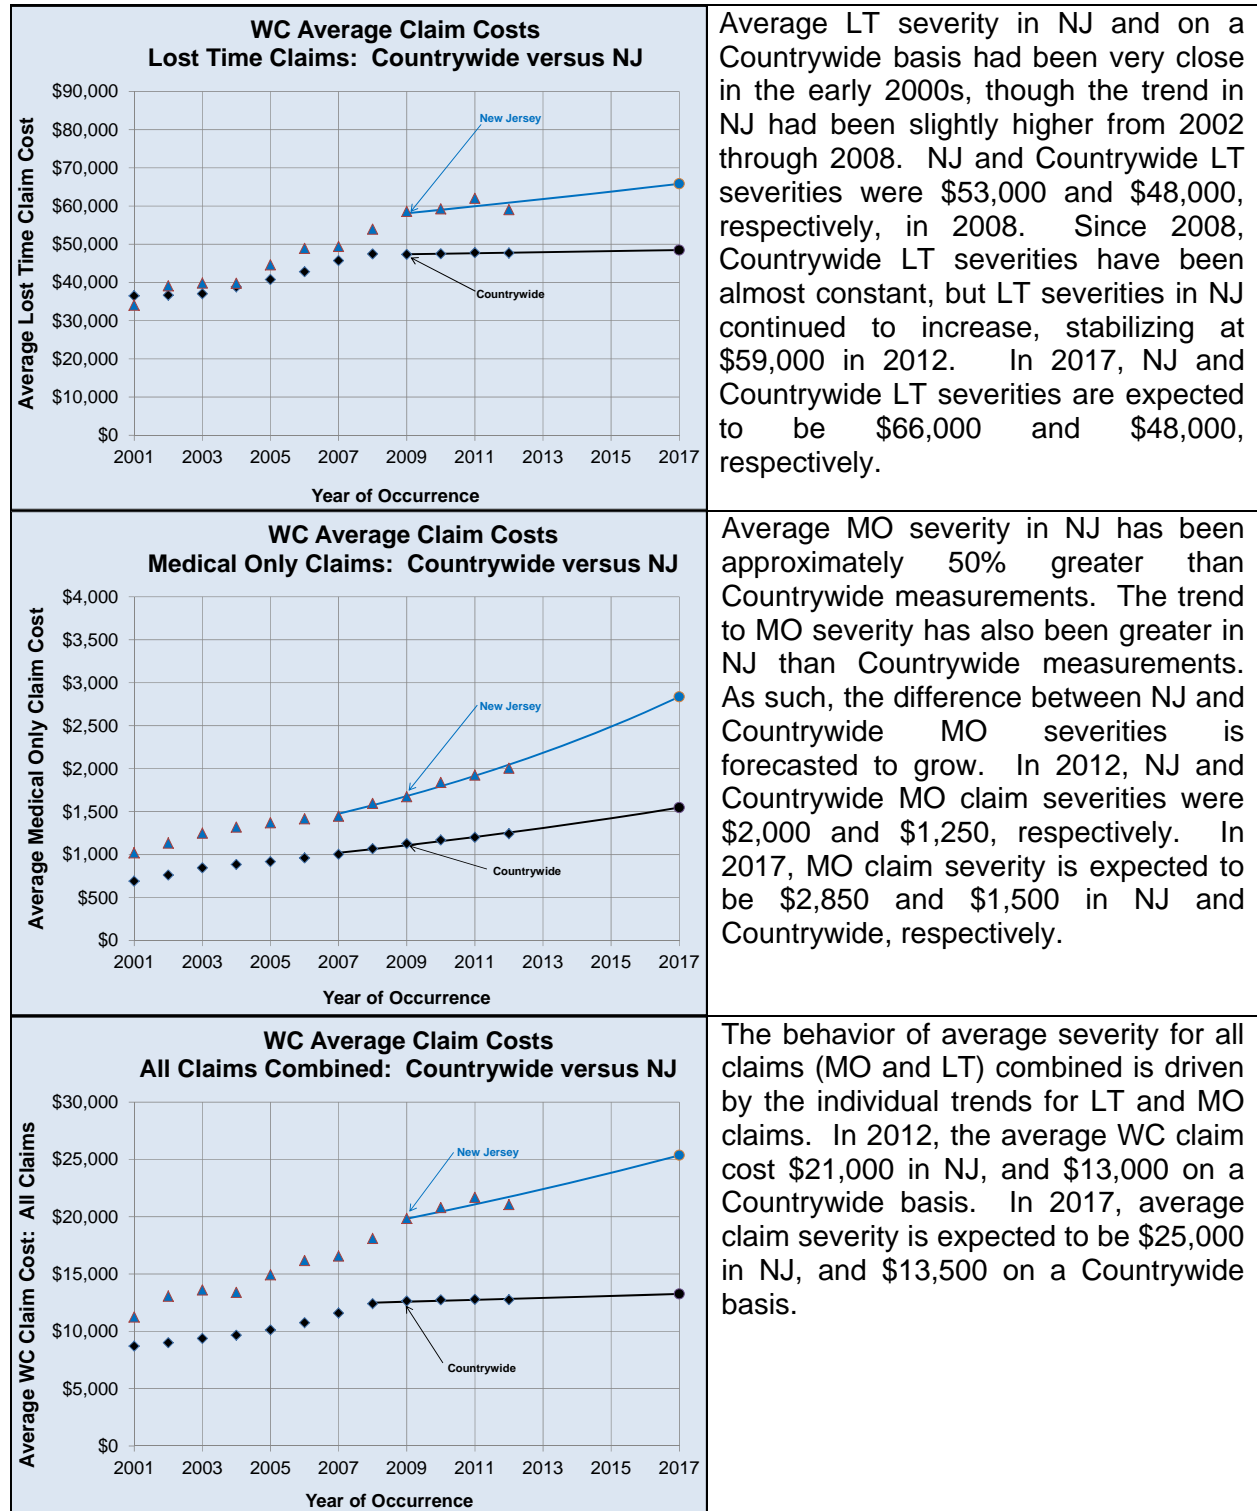 WC Average Claim Costs
Lost Time Claims: Countrywide versus NJ
Average Lost Time Claim Cost
$90,000
$80,000
$70,000
$60,000
$50,000
$40,000
$30,000
$20,000
$10,000
$0
New Jersey
Countrywide
2001 2003 2005 2007 2009 2011 2013 2015 2017
Year of Occurrence
Average LT severity in NJ and on a
Countrywide basis had been very close
in the early 2000s, though the trend in
NJ had been slightly higher from 2002
through 2008. NJ and Countrywide LT
severities were $53,000 and $48,000,
respectively, in 2008. Since 2008,
Countrywide LT severities have been
almost constant, but LT severities in NJ
continued to increase, stabilizing at
$59,000 in 2012. In 2017, NJ and
Countrywide LT severities are expected
to be $66,000 and $48,000,
respectively.
WC Average Claim Costs
Medical Only Claims: Countrywide versus NJ
Average Medical Only Claim Cost
$4,000
$3,500
$3,000
$2,500
$2,000
$1,500
$1,000
$500
$0
New Jersey
Countrywide
2001 2003 2005 2007 2009 2011 2013 2015 2017
Year of Occurrence
Average MO severity in NJ has been
approximately 50% greater than
Countrywide measurements. The trend
to MO severity has also been greater in
NJ than Countrywide measurements.
As such, the difference between NJ and
Countrywide MO severities is
forecasted to grow. In 2012, NJ and
Countrywide MO claim severities were
$2,000 and $1,250, respectively. In
2017, MO claim severity is expected to
be $2,850 and $1,500 in NJ and
Countrywide, respectively.
WC Average Claim Costs
All Claims Combined: Countrywide versus NJ
Average WC Claim Cost: All Claims
$30,000
$25,000
$20,000
$15,000
$10,000
$5,000
$0
New Jersey
Countrywide
2001 2003 2005 2007 2009 2011 2013 2015 2017
Year of Occurrence
The behavior of average severity for all
claims (MO and LT) combined is driven
by the individual trends for LT and MO
claims. In 2012, the average WC claim
cost $21,000 in NJ, and $13,000 on a
Countrywide basis. In 2017, average
claim severity is expected to be $25,000
in NJ, and $13,500 on a Countrywide
basis.